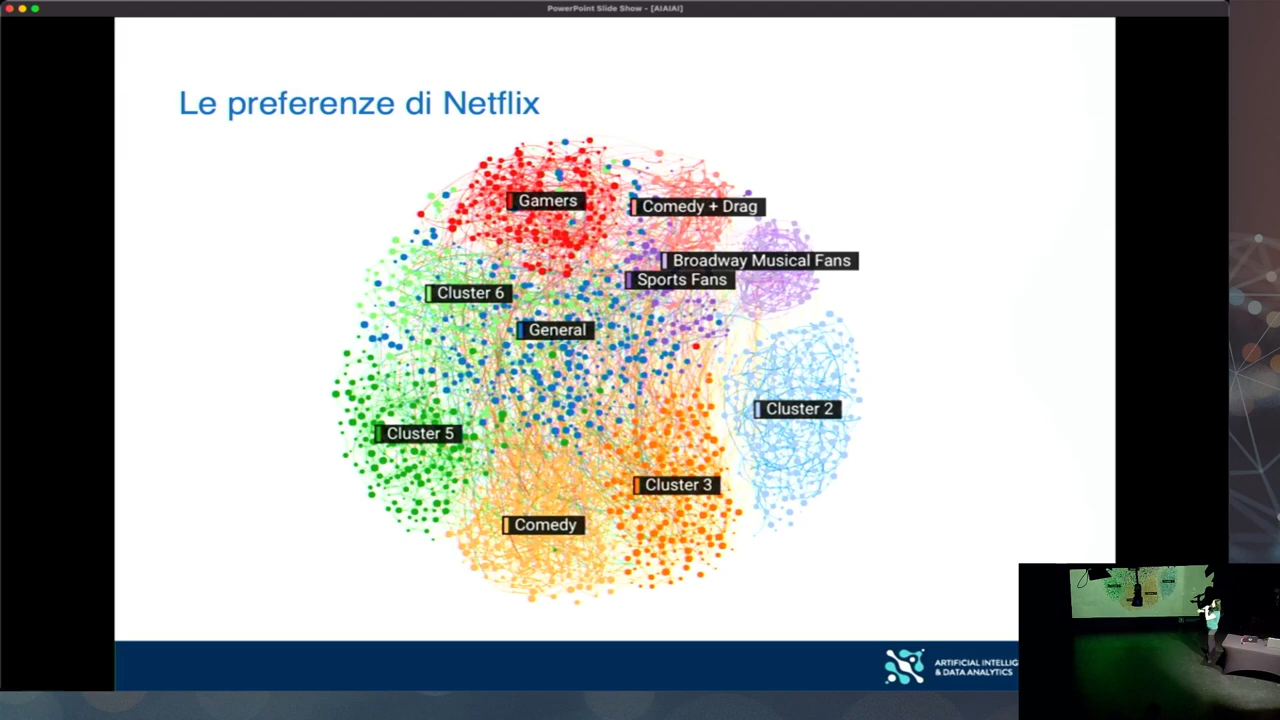 PowerPoint Slide Show - [AIAIAI]
Le preferenze di Netflix
Gamers
Comedy + Drag
Broadway Musical Fans
Sports Fans
Cluster 6
General
Cluster 2
Cluster 5
Cluster 3
Comedy
ARTIFICIAL INTELLIG
& DATA ANALYTICS